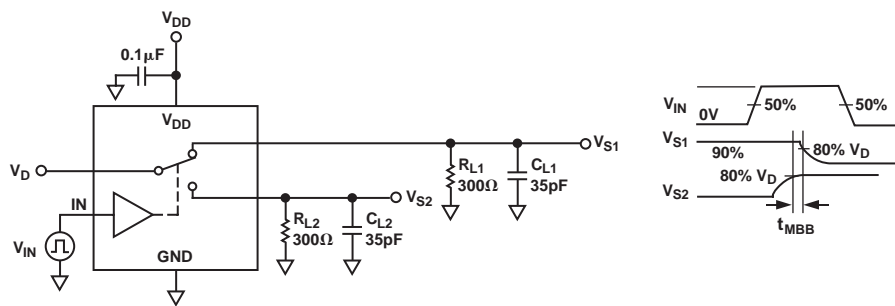 VDD
0.1µF
VDD
VS1
VD
RL1
300Ω
CL1
35pF
IN
VS2
RL2
300Ω
CL2
35pF
VIN
GND
VIN
0V
50%
50%
VS1
90%
80% VD
80% VD
VS2
tMBB